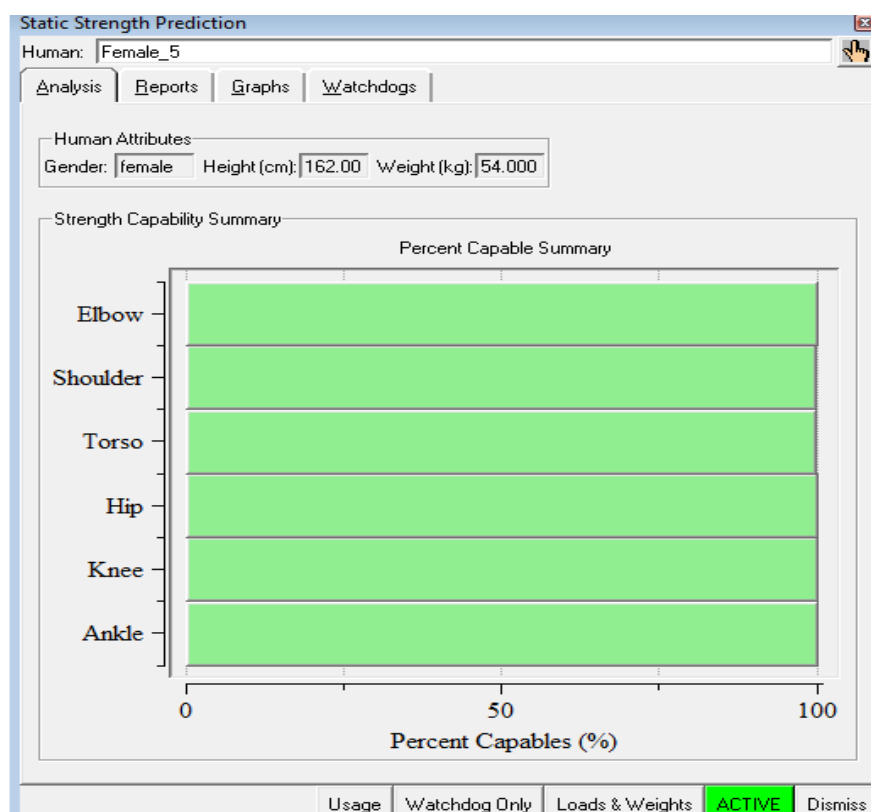 Static Strength Prediction
Human: Female_5
Analysis Reports Graphs Watchdogs
Human Attributes
Gender: female Height (cm): 162.00 Weight (kg): 54.000
Strength Capability Summary
Percent Capable Summary
Elbow
Shoulder
Torso
Hip
Knee
Ankle
0 50 100
Percent Capables (%)
Usage Watchdog Only Loads & Weights ACTIVE Dismiss